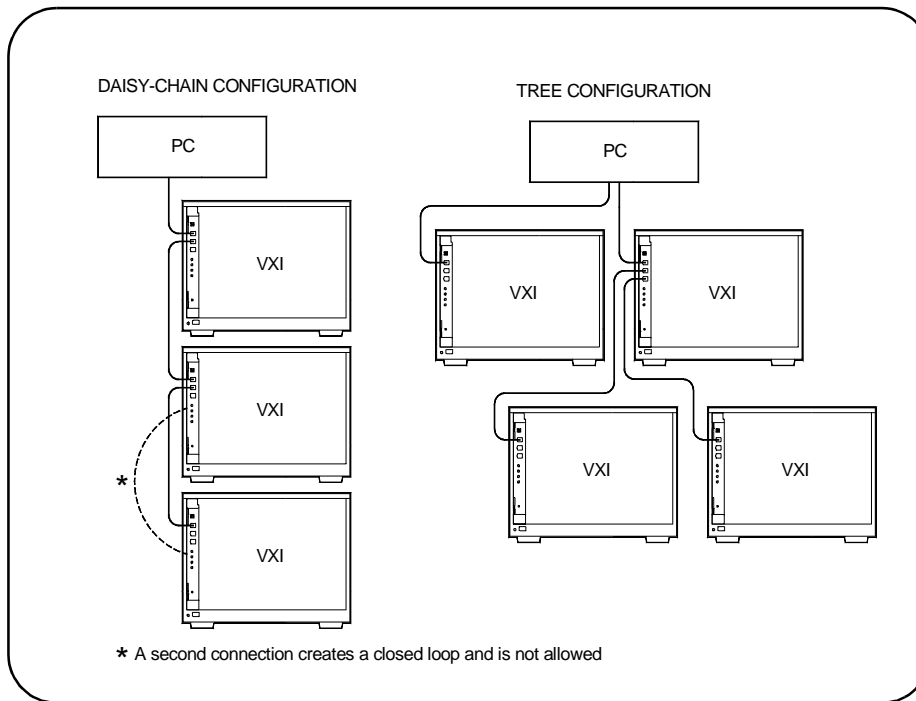 DAISY-CHAIN CONFIGURATION
PC
VXI
VXI
*
VXI
TREE CONFIGURATION
PC
VXI
VXI
VXI
VXI
* A second connection creates a closed loop and is not allowed